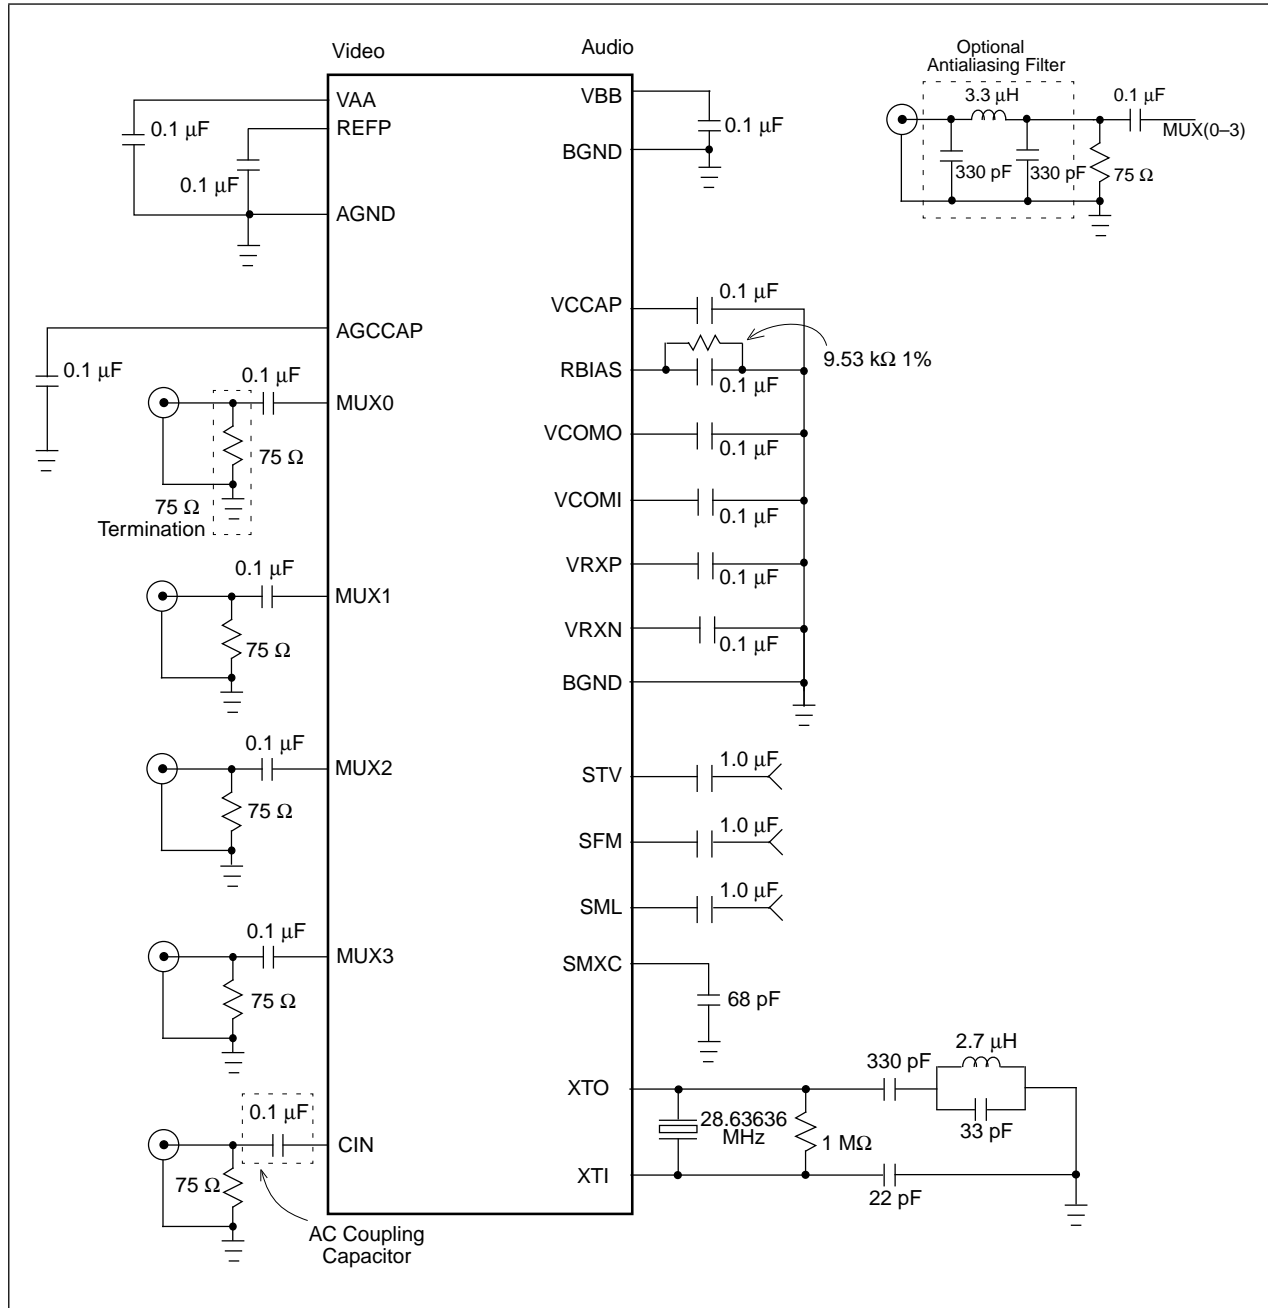 Video
Audio
Optional
Antialiasing Filter
VAA
0.1 μF
REFP
0.1 μF
AGND
VBB
0.1 μF
BGND
3.3 μH
0.1 μF
MUX(0–3)
330 pF
330 pF
75 Ω
AGCCAP
0.1 μF
0.1 μF
MUX0
75 Ω
75 Ω
Termination
0.1 μF
MUX1
75 Ω
0.1 μF
MUX2
75 Ω
0.1 μF
MUX3
75 Ω
0.1 μF
CIN
75 Ω
AC Coupling
Capacitor
VCCAP
0.1 μF
9.53 kΩ 1%
RBIAS
0.1 μF
VCOMO
0.1 μF
VCOMI
0.1 μF
VRXP
0.1 μF
VRXN
0.1 μF
BGND
STV
1.0 μF
SFM
1.0 μF
SML
1.0 μF
SMXC
68 pF
XTO
28.63636
MHz
1 MΩ
330 pF
2.7 μH
33 pF
XTI
22 pF